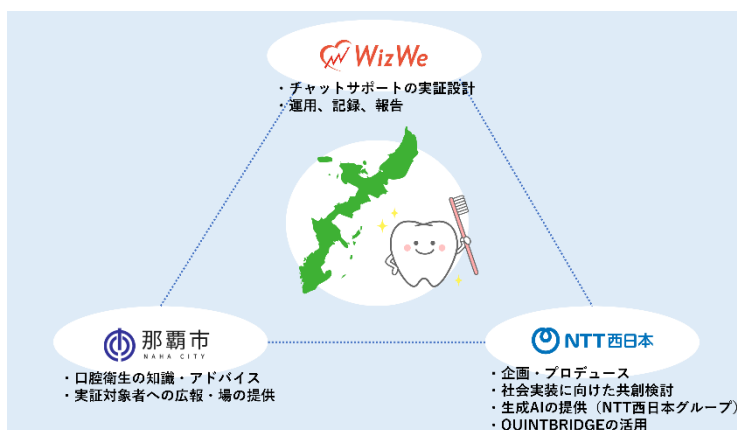 WizWe
・チャットサポートの実証設計
・運用、記録、報告
那覇市
NAHA CITY
・口腔衛生の知識・アドバイス
・実証対象者への広報・場の提供
NTT西日本
・企画・プロデュース
・社会実装に向けた共創検討
・生成AIの提供（NTT西日本グループ）
・QUINTBRIDGEの活用